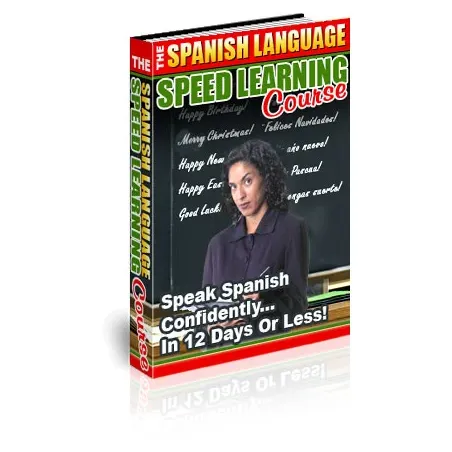 THE SPANISH LANGUAGE
SPEED LEARNING
Course
Happy Birthday!
Merry Christmas! Felices Navidades!
Happy New año nuevo!
Happy Eas Pascua!
Good Luck! engas suerte!
Speak Spanish
Confidently...
In 12 Days Or Less!
THE SPANISH LANGUAGE
SPEED LEARNING
Course